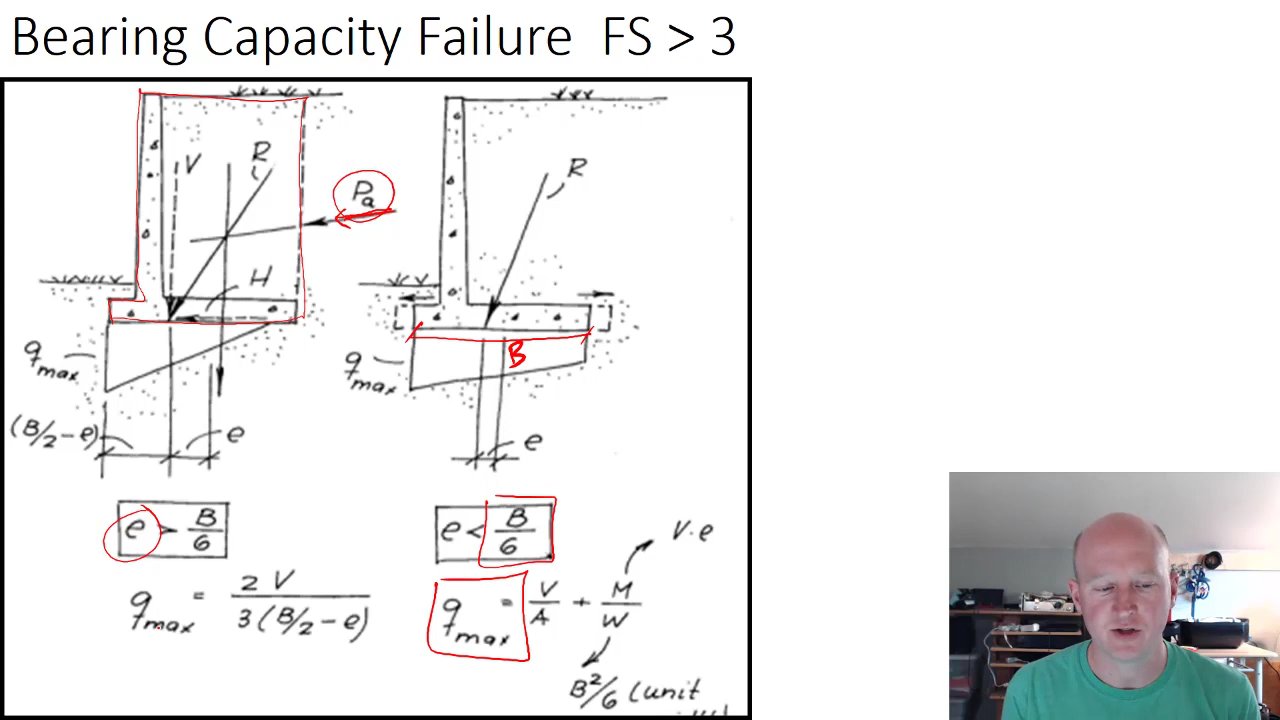 Bearing Capacity Failure FS > 3
V
R
Pa
H
qmax
(B/2-e)
e
e > B/6
qmax = 2V / 3(B/2-e)
R
B
qmax
e
e < B/6
V·e
qmax = V/A + M/W
B²/6 (unit